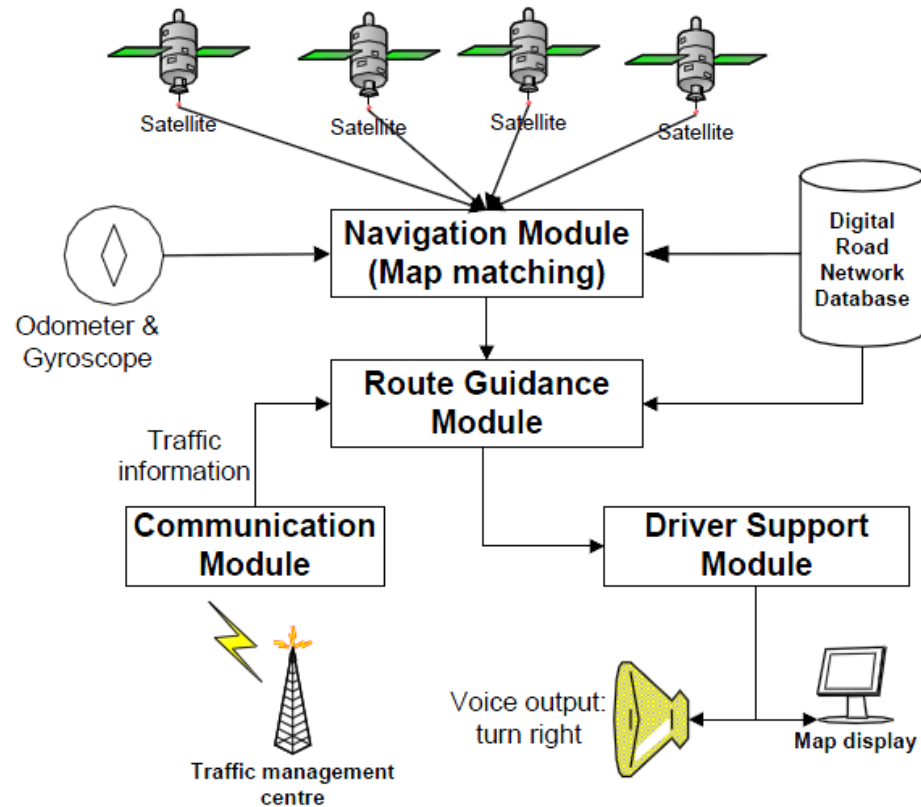 Satellite
Satellite
Satellite
Satellite
Navigation Module
(Map matching)
Digital
Road
Network
Database
Odometer &
Gyroscope
Route Guidance
Module
Traffic
information
Communication
Module
Driver Support
Module
Voice output:
turn right
Map display
Traffic management
centre